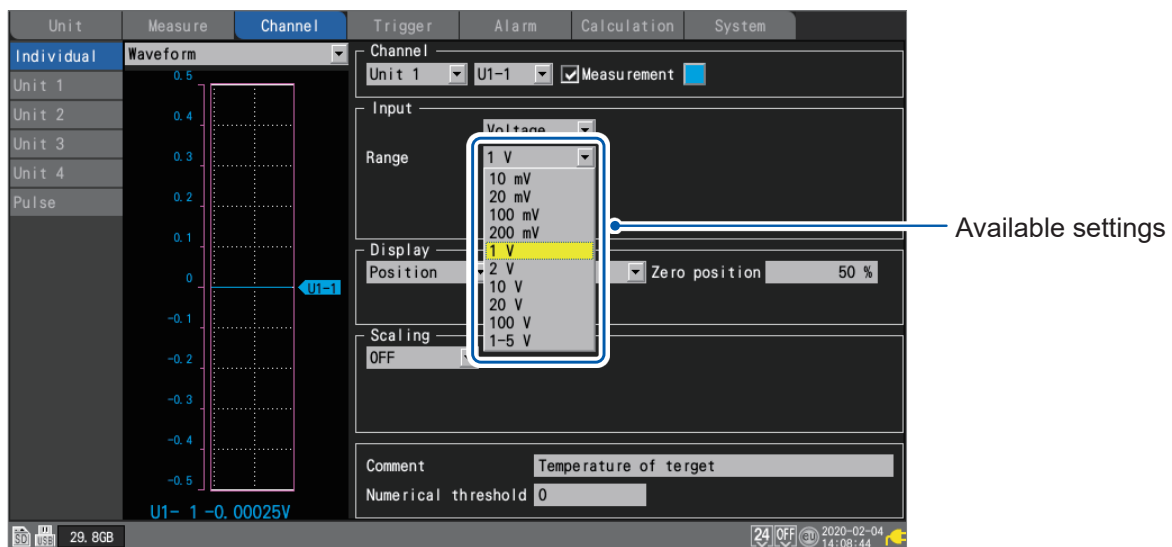 Unit Measure Channel Trigger Alarm Calculation System
Individual
Unit 1
Unit 2
Unit 3
Unit 4
Pulse
Waveform
0.5
0.4
0.3
0.2
0.1
0
-0.1
-0.2
-0.3
-0.4
-0.5
U1-1
U1- 1 -0.00025V
Channel
Unit 1 U1-1 Measurement
Input
Voltage
Range 1 V
10 mV
20 mV
100 mV
200 mV
1 V
2 V
10 V
20 V
100 V
1-5 V
Available settings
Display
Position Zero position 50 %
Scaling
OFF
Comment Temperature of terget
Numerical threshold 0
SD USB 29.8GB 24 OFF 2020-02-04
14:08:44